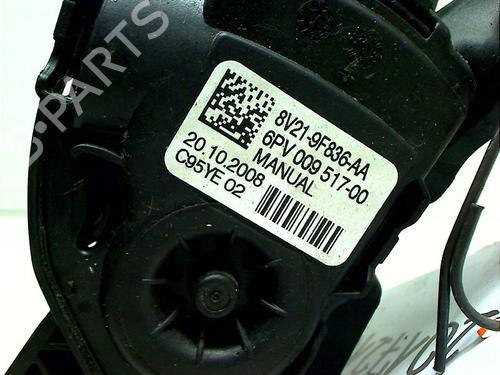 8V21-9F836-AA
6PV 009 517-00
MANUAL
20.10.2008
C95YE 02
B-PARTS